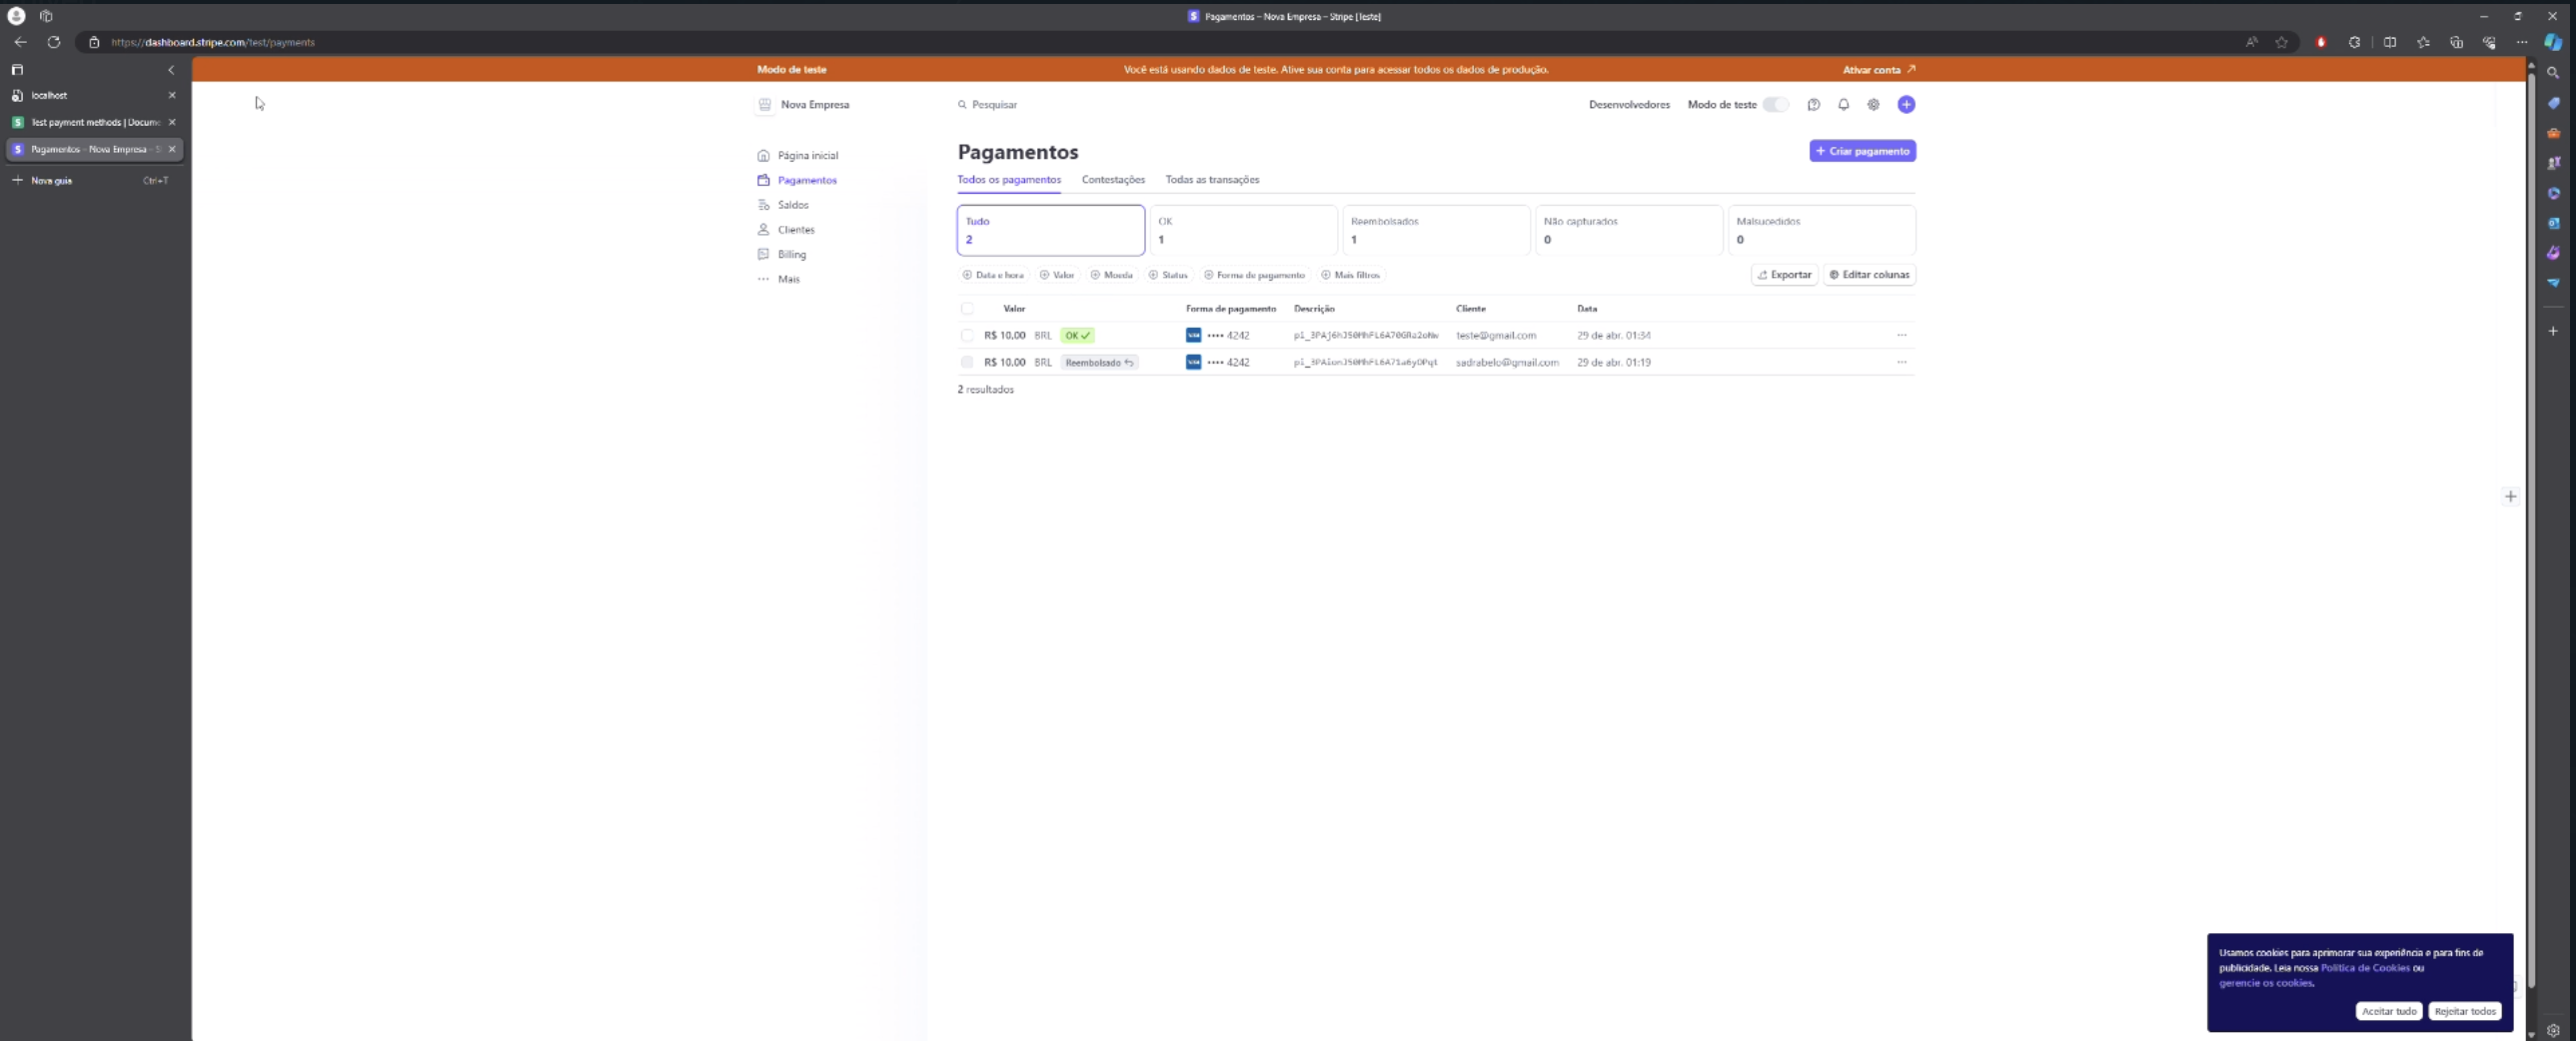 Pagamentos – Nova Empresa – Stripe [Teste]
https://dashboard.stripe.com/test/payments
localhost
Test payment methods | Docume
Pagamentos – Nova Empresa – S
Nova guia Ctrl+T
Modo de teste Você está usando dados de teste. Ative sua conta para acessar todos os dados de produção. Ativar conta
Nova Empresa Pesquisar Desenvolvedores Modo de teste
Página inicial
Pagamentos
Saldos
Clientes
Billing
Mais
Pagamentos + Criar pagamento
Todos os pagamentos Contestações Todas as transações
Tudo OK Reembolsados Não capturados Malsucedidos
2 1 1 0 0
Data e hora Valor Moeda Status Forma de pagamento Mais filtros Exportar Editar colunas
Valor Forma de pagamento Descrição Cliente Data
R$ 10,00 BRL OK VISA •••• 4242 teste@gmail.com 29 de abr. 01:34
R$ 10,00 BRL Reembolsado VISA •••• 4242 sadrabelo@gmail.com 29 de abr. 01:19
2 resultados
Usamos cookies para aprimorar sua experiência e para fins de
publicidade. Leia nossa Política de Cookies ou
gerencie os cookies.
Aceitar tudo Rejeitar todos